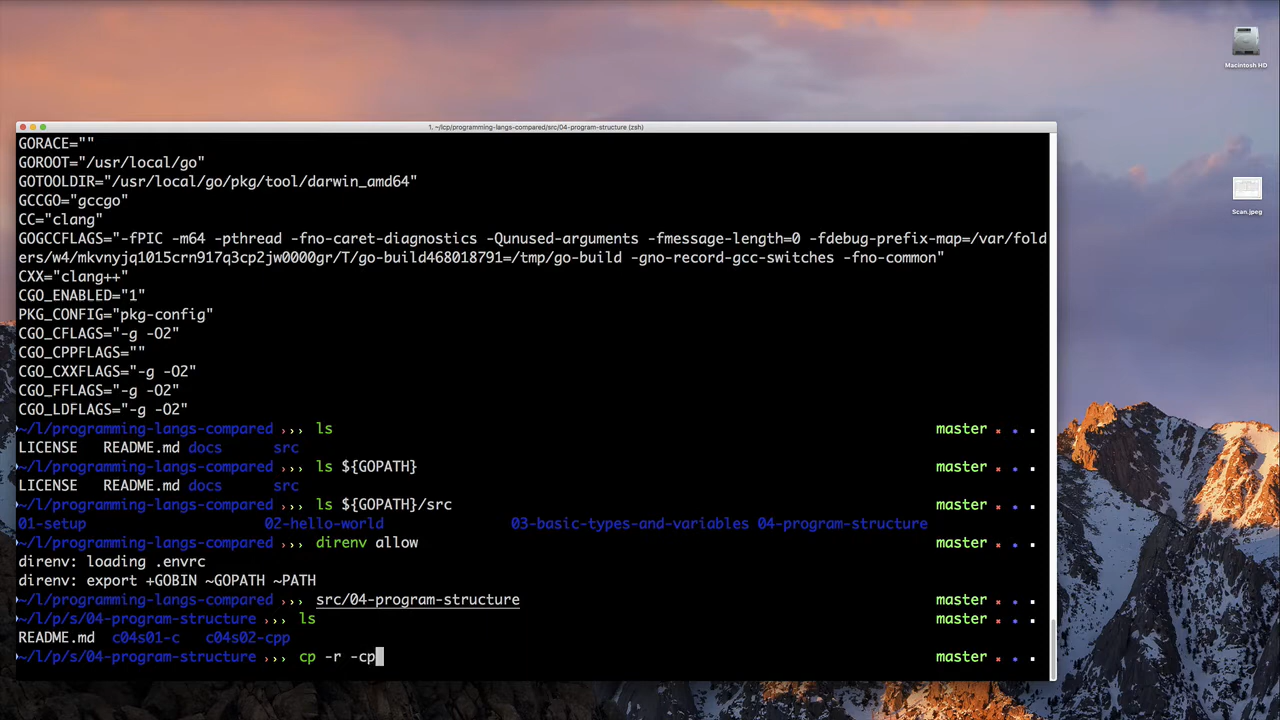 Macintosh HD
Scan.jpeg
1. ~/lcp/programming-langs-compared/src/04-program-structure (zsh)
GORACE=""
GOROOT="/usr/local/go"
GOTOOLDIR="/usr/local/go/pkg/tool/darwin_amd64"
GCCGO="gccgo"
CC="clang"
GOGCCFLAGS="-fPIC -m64 -pthread -fno-caret-diagnostics -Qunused-arguments -fmessage-length=0 -fdebug-prefix-map=/var/fold
ers/w4/mkvnyjq1015crn917q3cp2jw0000gr/T/go-build468018791=/tmp/go-build -gno-record-gcc-switches -fno-common"
CXX="clang++"
CGO_ENABLED="1"
PKG_CONFIG="pkg-config"
CGO_CFLAGS="-g -O2"
CGO_CPPFLAGS=""
CGO_CXXFLAGS="-g -O2"
CGO_FFLAGS="-g -O2"
CGO_LDFLAGS="-g -O2"
~/l/programming-langs-compared ››› ls master
LICENSE README.md docs src
~/l/programming-langs-compared ››› ls ${GOPATH} master
LICENSE README.md docs src
~/l/programming-langs-compared ››› ls ${GOPATH}/src master
01-setup 02-hello-world 03-basic-types-and-variables 04-program-structure
~/l/programming-langs-compared ››› direnv allow master
direnv: loading .envrc
direnv: export +GOBIN ~GOPATH ~PATH
~/l/programming-langs-compared ››› src/04-program-structure master
~/l/p/s/04-program-structure ››› ls master
README.md c04s01-c c04s02-cpp
~/l/p/s/04-program-structure ››› cp -r -cp master